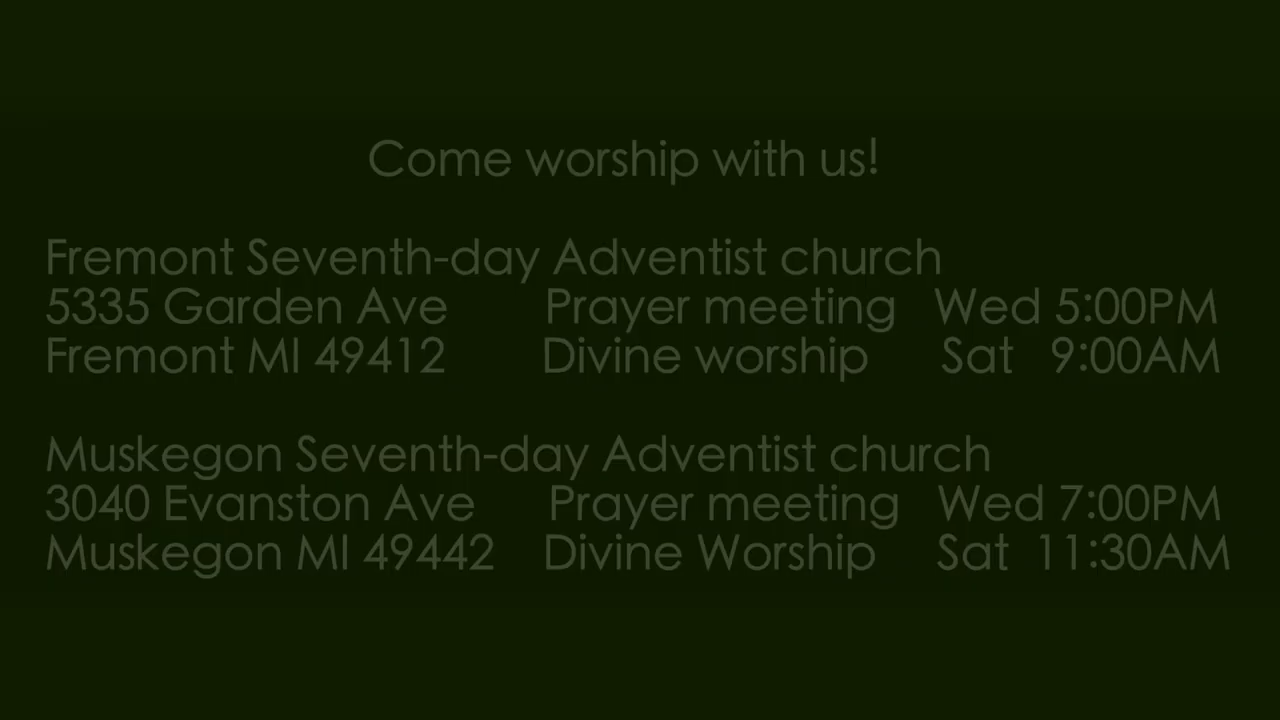 Come worship with us!
Fremont Seventh-day Adventist church
5335 Garden Ave Prayer meeting Wed 5:00PM
Fremont MI 49412 Divine worship Sat 9:00AM
Muskegon Seventh-day Adventist church
3040 Evanston Ave Prayer meeting Wed 7:00PM
Muskegon MI 49442 Divine Worship Sat 11:30AM